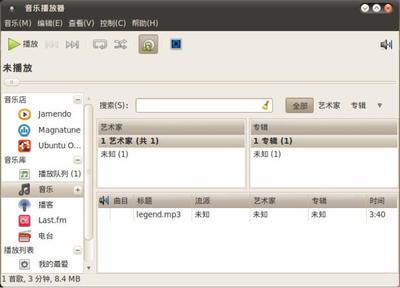 音乐播放器
音乐(M) 编辑(E) 查看(V) 控制(C) 帮助(H)
播放
未播放
音乐店
Jamendo
Magnatune
Ubuntu O...
音乐库
播放队列 (1)
音乐
播客
Last.fm
电台
播放列表
我的最爱
搜索(S): 全部 艺术家 专辑
艺术家 专辑
1 艺术家 (共 1) 1 专辑 (1)
未知 (1) 未知 (1)
曲目 标题 流派 艺术家 专辑 时间
legend.mp3 未知 未知 未知 3:40
1 首歌, 3 分钟, 8.4 MB